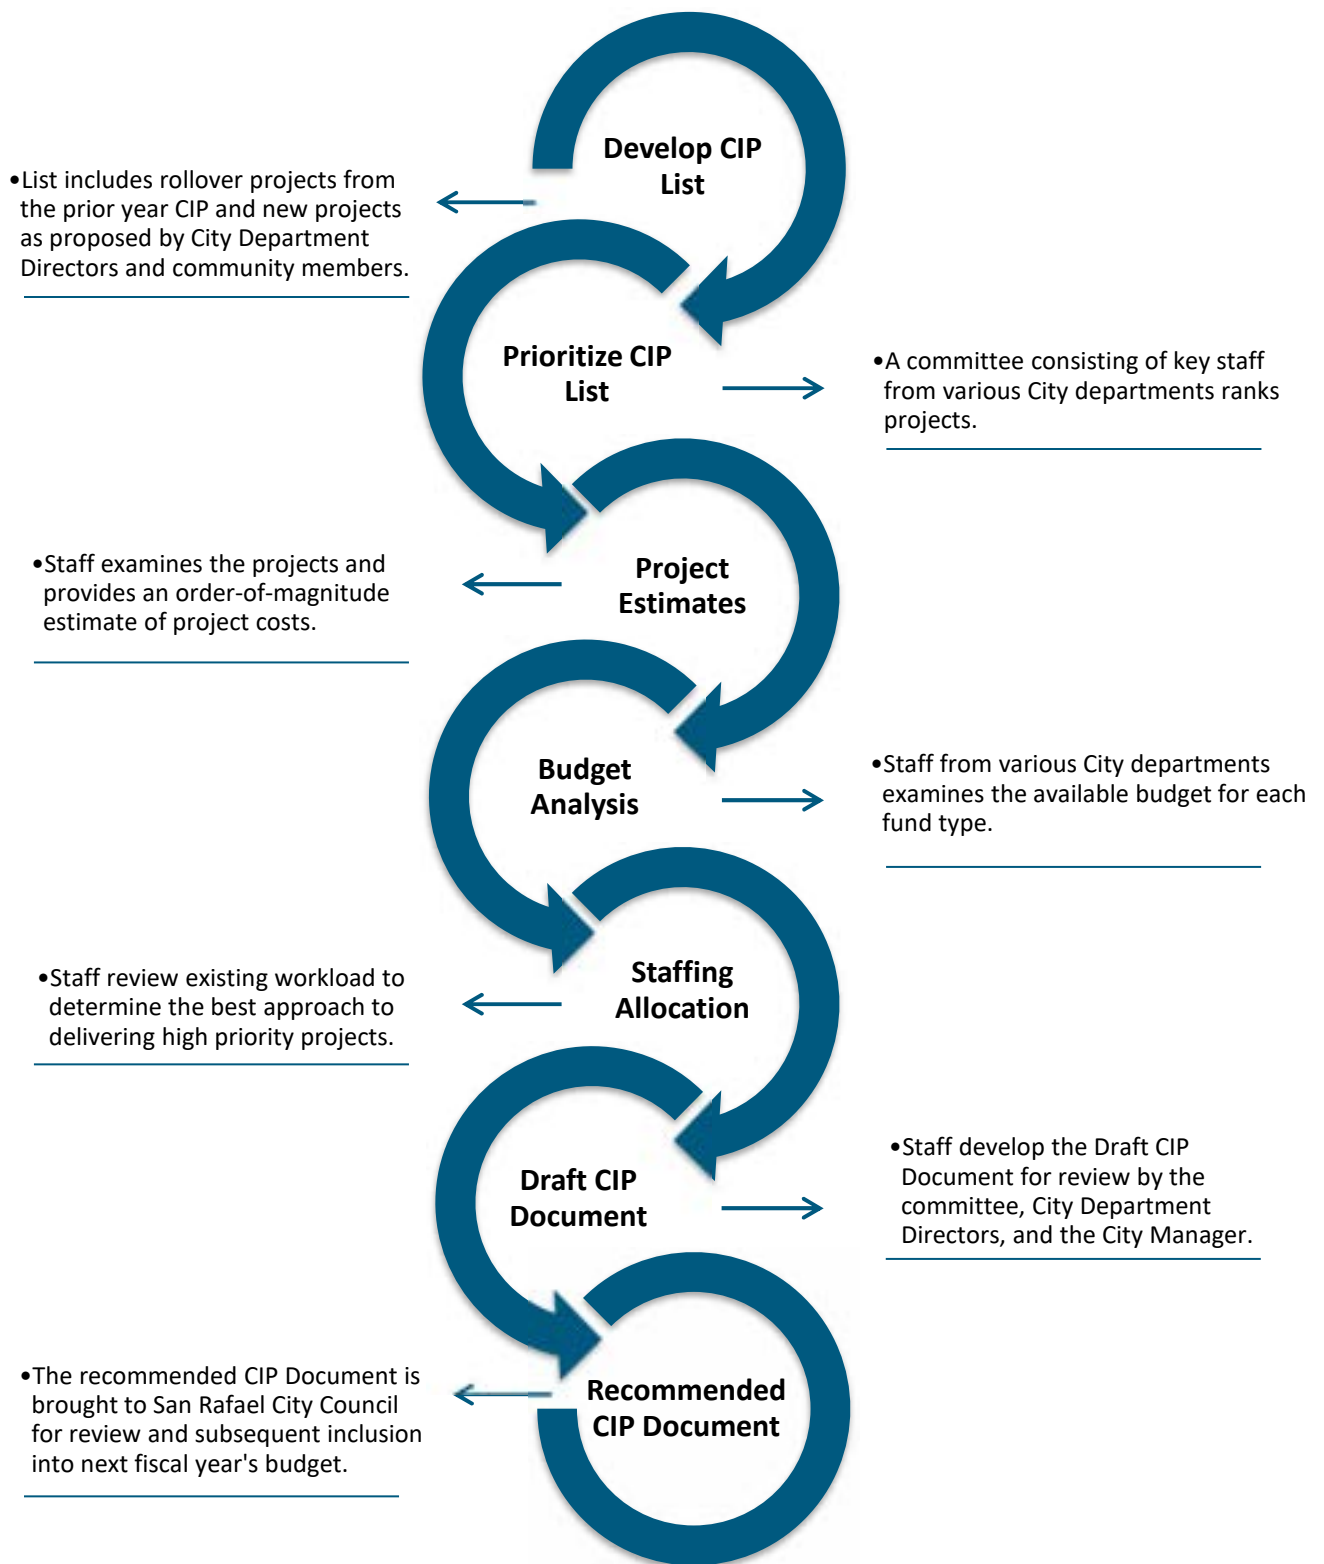 Develop CIP
List
•List includes rollover projects from
the prior year CIP and new projects
as proposed by City Department
Directors and community members.
Prioritize CIP
List
•A committee consisting of key staff
from various City departments ranks
projects.
Project
Estimates
•Staff examines the projects and
provides an order-of-magnitude
estimate of project costs.
Budget
Analysis
•Staff from various City departments
examines the available budget for each
fund type.
Staffing
Allocation
•Staff review existing workload to
determine the best approach to
delivering high priority projects.
Draft CIP
Document
•Staff develop the Draft CIP
Document for review by the
committee, City Department
Directors, and the City Manager.
Recommended
CIP Document
•The recommended CIP Document is
brought to San Rafael City Council
for review and subsequent inclusion
into next fiscal year's budget.